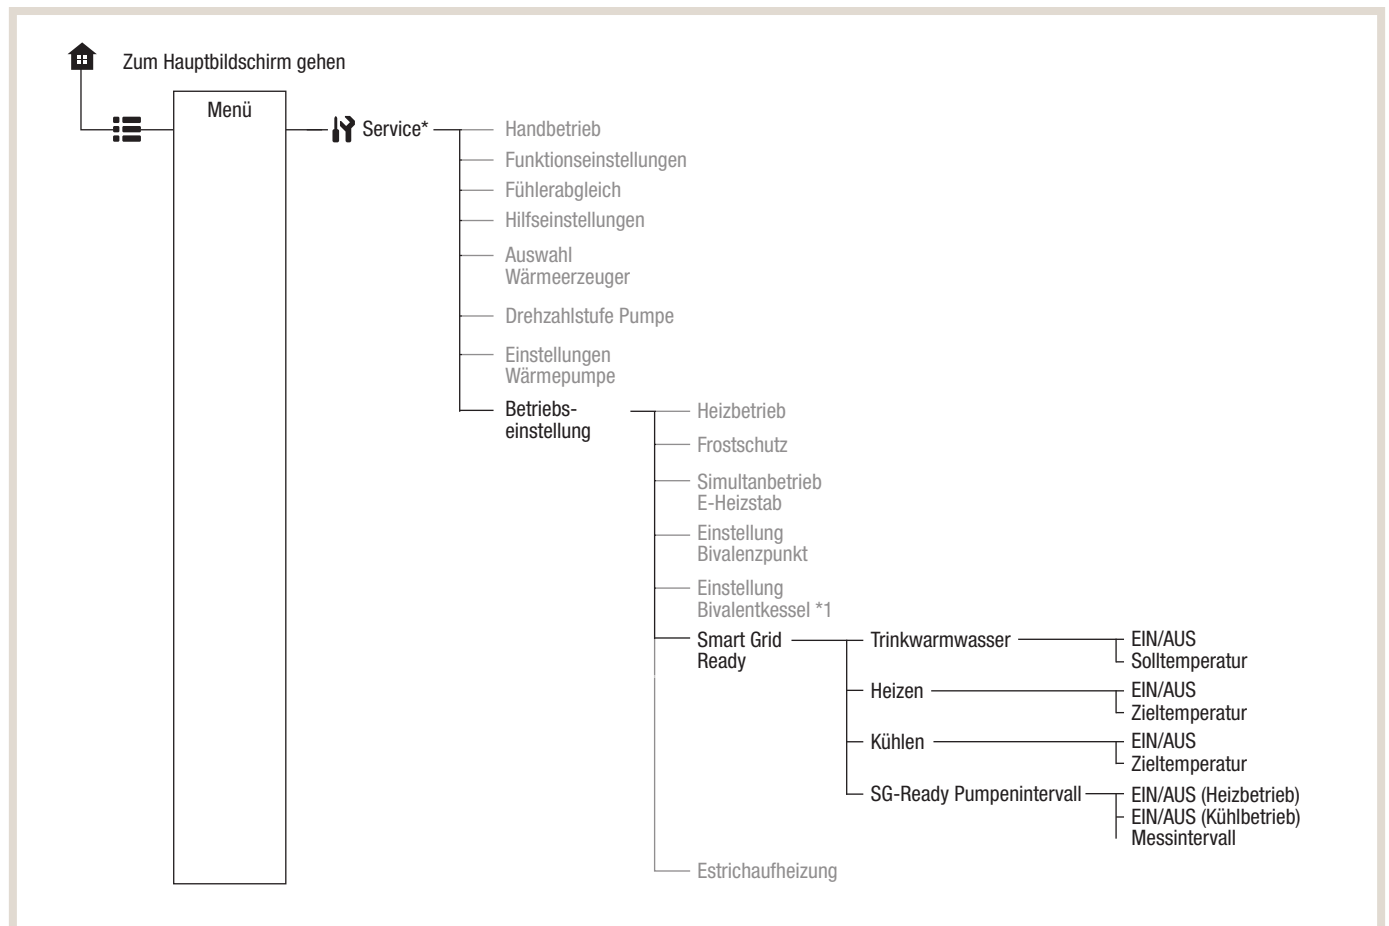 Zum Hauptbildschirm gehen
Menü
Service*
Handbetrieb
Funktionseinstellungen
Fühlerabgleich
Hilfseinstellungen
Auswahl
Wärmeerzeuger
Drehzahlstufe Pumpe
Einstellungen
Wärmepumpe
Betriebs-
einstellung
Heizbetrieb
Frostschutz
Simultanbetrieb
E-Heizstab
Einstellung
Bivalenzpunkt
Einstellung
Bivalentkessel *1
Smart Grid
Ready
Trinkwarmwasser
EIN/AUS
Solltemperatur
Heizen
EIN/AUS
Zieltemperatur
Kühlen
EIN/AUS
Zieltemperatur
SG-Ready Pumpenintervall
EIN/AUS (Heizbetrieb)
EIN/AUS (Kühlbetrieb)
Messintervall
Estrichaufheizung